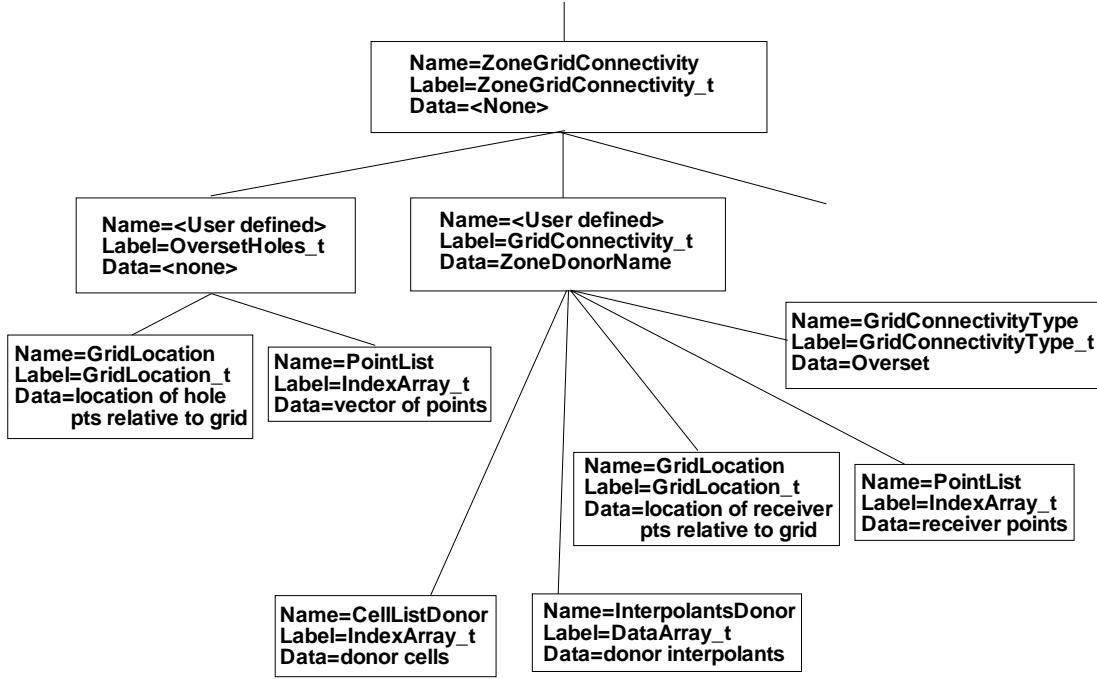 Name=ZoneGridConnectivity
Label=ZoneGridConnectivity_t
Data=<None>
Name=<User defined>
Label=OversetHoles_t
Data=<none>
Name=<User defined>
Label=GridConnectivity_t
Data=ZoneDonorName
Name=GridConnectivityType
Label=GridConnectivityType_t
Data=Overset
Name=GridLocation
Label=GridLocation_t
Data=location of hole
pts relative to grid
Name=PointList
Label=IndexArray_t
Data=vector of points
Name=GridLocation
Label=GridLocation_t
Data=location of receiver
pts relative to grid
Name=PointList
Label=IndexArray_t
Data=receiver points
Name=CellListDonor
Label=IndexArray_t
Data=donor cells
Name=InterpolantsDonor
Label=DataArray_t
Data=donor interpolants